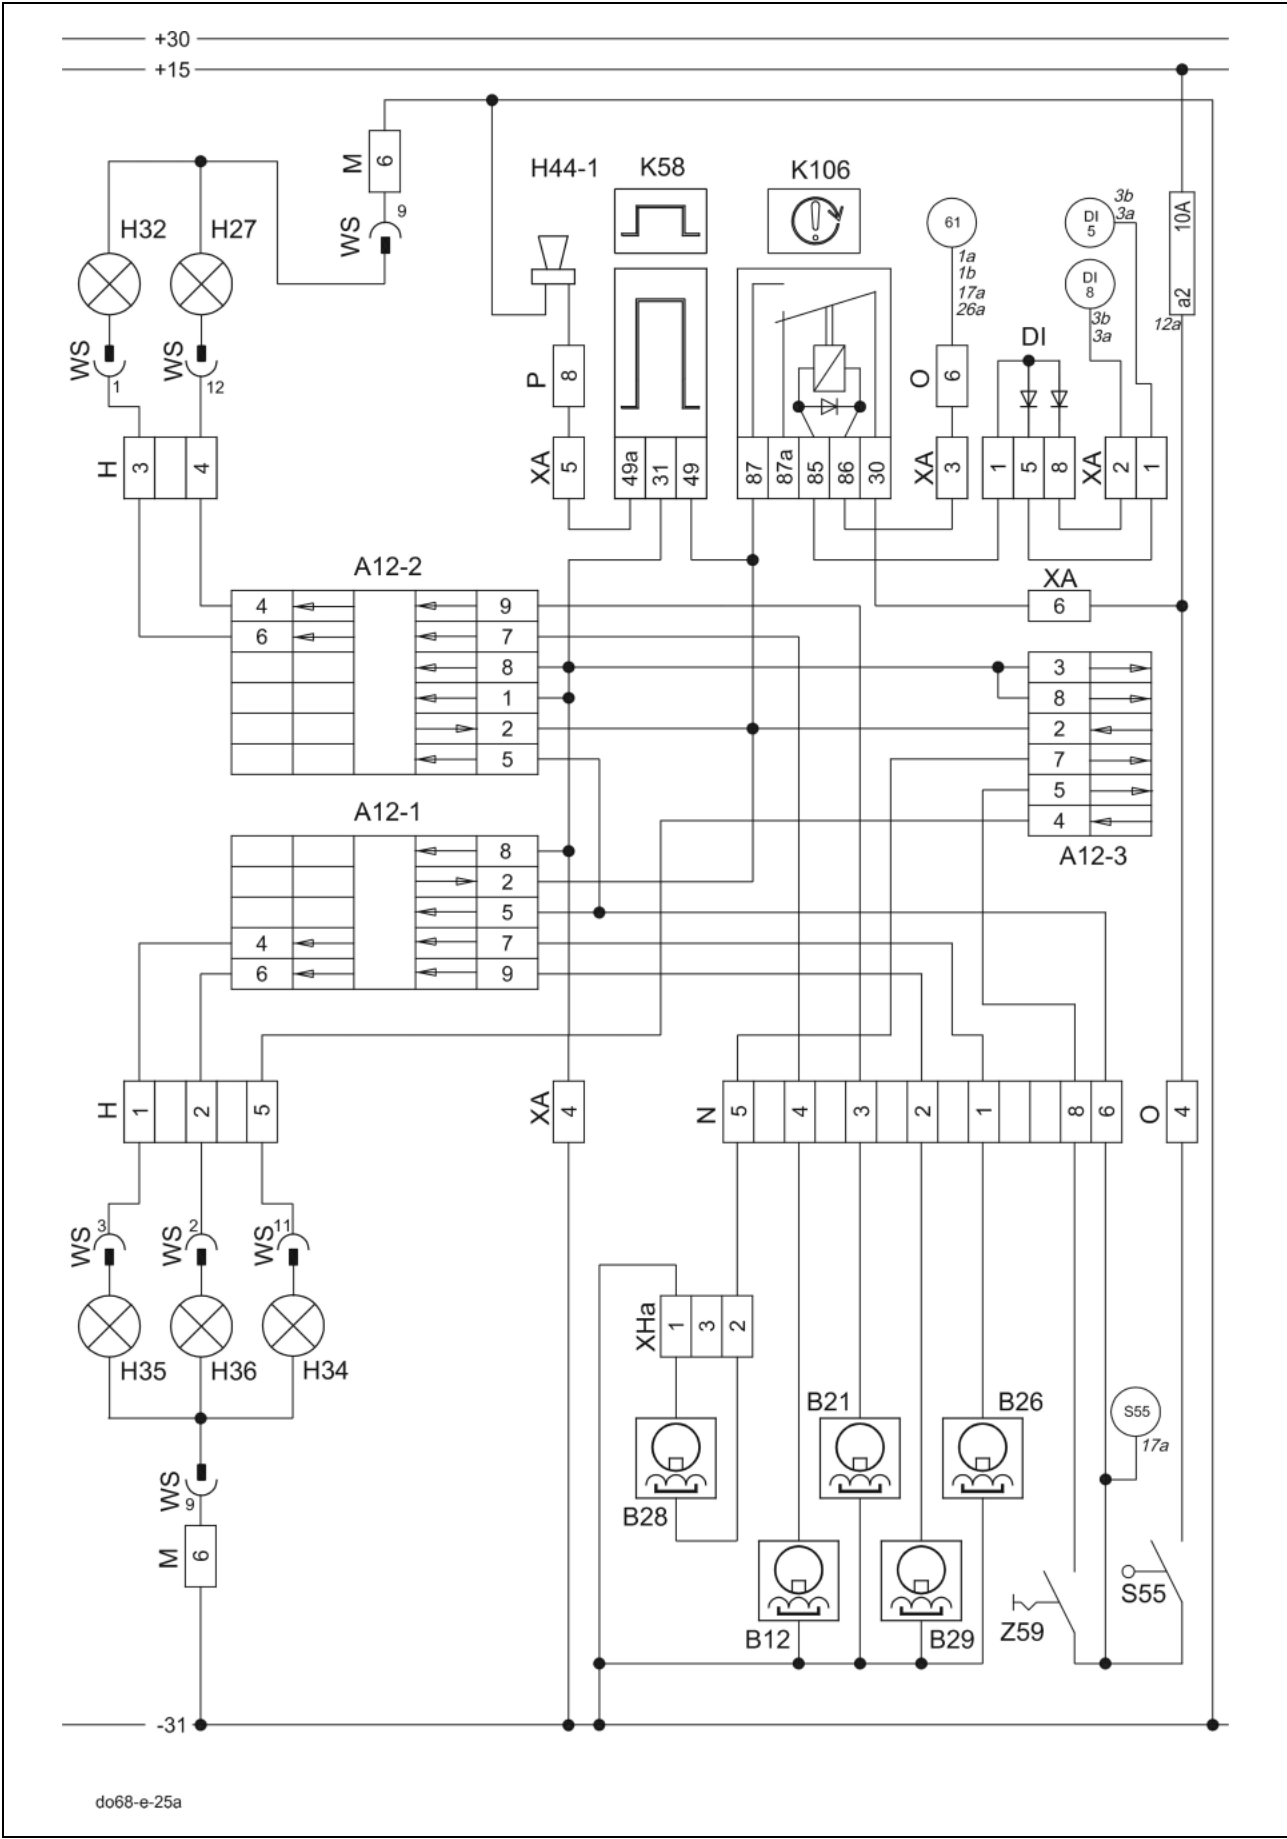 +30
+15
M
6
H44-1
K58
K106
WS
9
H32
H27
61
1a
1b
17a
26a
DI
5
3b
3a
DI
8
3b
3a
10A
a2
12a
WS
1
WS
12
P
8
O
6
DI
H
3
4
XA
5
49a
31
49
87
87a
85
86
30
XA
3
1
5
8
XA
2
1
A12-2
XA
6
4
9
6
7
8
1
2
5
3
8
2
7
5
4
A12-3
A12-1
8
2
5
4
7
6
9
H
1
2
5
XA
4
N
5
4
3
2
1
8
6
O
4
WS
3
WS
2
WS
11
H35
H36
H34
XHa
1
3
2
B28
B21
B26
S55
17a
WS
9
M
6
B12
B29
Z59
S55
-31
do68-e-25a